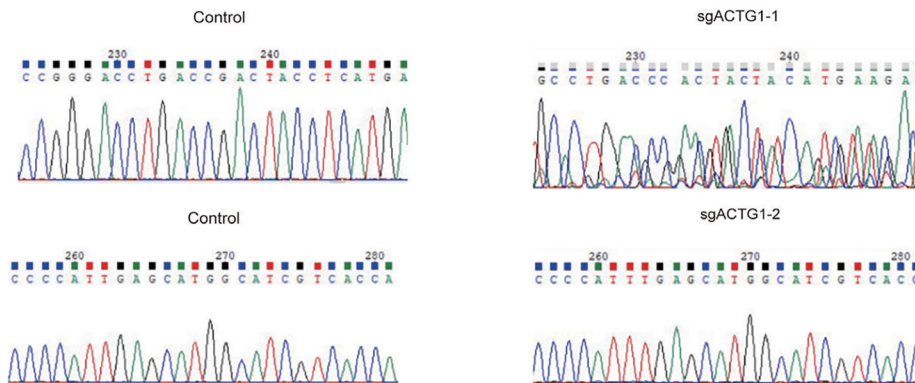 Control
sgACTG1-1
230 240
C C G G G A C C T G A C C G A C T A C C T C A T G A
230 240
G C C T G A C C C A C T A C T A C A T G A A G A
Control
sgACTG1-2
260 270 280
C C C C A T T G A G C A T G G C A T C G T C A C C A
260 270 280
C C C C A T T T G A G C A T G G C A T C G T C A C C